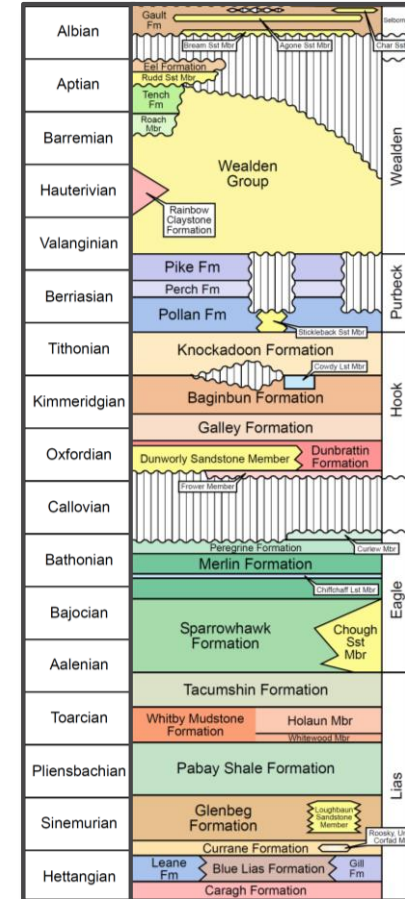 Albian
Aptian
Barremian
Hauterivian
Valanginian
Berriasian
Tithonian
Kimmeridgian
Oxfordian
Callovian
Bathonian
Bajocian
Aalenian
Toarcian
Pliensbachian
Sinemurian
Hettangian
Gault
Fm
Bream Sst Mbr
Agone Sst Mbr
Char Sst
Eel Formation
Rudd Sst Mbr
Tench
Fm
Roach
Mbr
Wealden
Group
Rainbow
Claystone
Formation
Pike Fm
Perch Fm
Pollan Fm
Stickleback Sst Mbr
Knockadoon Formation
Cowdy Lst Mbr
Baginbun Formation
Galley Formation
Dunworly Sandstone Member
Dunbrattin
Formation
Frower Member
Peregrine Formation
Curlew Mbr
Merlin Formation
Chiffchaff Lst Mbr
Sparrowhawk
Formation
Chough
Sst
Mbr
Tacumshin Formation
Whitby Mudstone
Formation
Holaun Mbr
Whitewood Mbr
Pabay Shale Formation
Glenbeg
Formation
Loughbaun
Sandstone
Member
Currane Formation
Roosky, Ur
Corfad M
Leane
Fm
Blue Lias Formation
Gill
Fm
Caragh Formation
Selborn
Wealden
Purbeck
Hook
Eagle
Lias